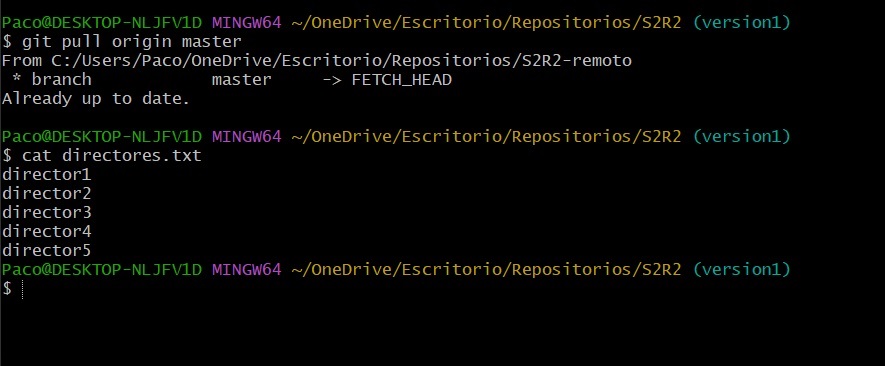 Paco@DESKTOP-NLJFV1D MINGW64 ~/OneDrive/Escritorio/Repositorios/S2R2 (version1)
$ git pull origin master
From C:/Users/Paco/OneDrive/Escritorio/Repositorios/S2R2-remoto
 * branch            master     -> FETCH_HEAD
Already up to date.
Paco@DESKTOP-NLJFV1D MINGW64 ~/OneDrive/Escritorio/Repositorios/S2R2 (version1)
$ cat directores.txt
director1
director2
director3
director4
director5
Paco@DESKTOP-NLJFV1D MINGW64 ~/OneDrive/Escritorio/Repositorios/S2R2 (version1)
$